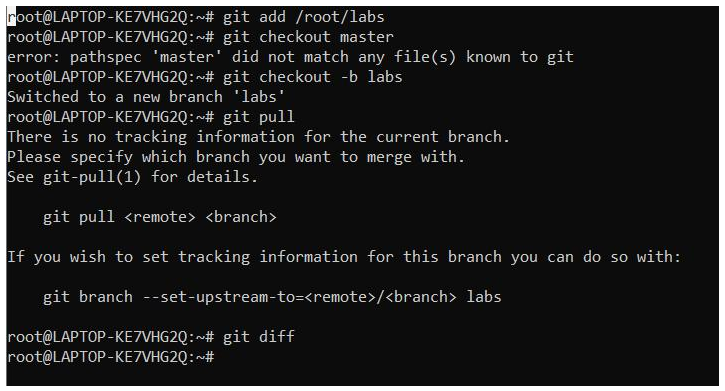 root@LAPTOP-KE7VHG2Q:~# git add /root/labs
root@LAPTOP-KE7VHG2Q:~# git checkout master
error: pathspec 'master' did not match any file(s) known to git
root@LAPTOP-KE7VHG2Q:~# git checkout -b labs
Switched to a new branch 'labs'
root@LAPTOP-KE7VHG2Q:~# git pull
There is no tracking information for the current branch.
Please specify which branch you want to merge with.
See git-pull(1) for details.

    git pull <remote> <branch>

If you wish to set tracking information for this branch you can do so with:

    git branch --set-upstream-to=<remote>/<branch> labs

root@LAPTOP-KE7VHG2Q:~# git diff
root@LAPTOP-KE7VHG2Q:~#